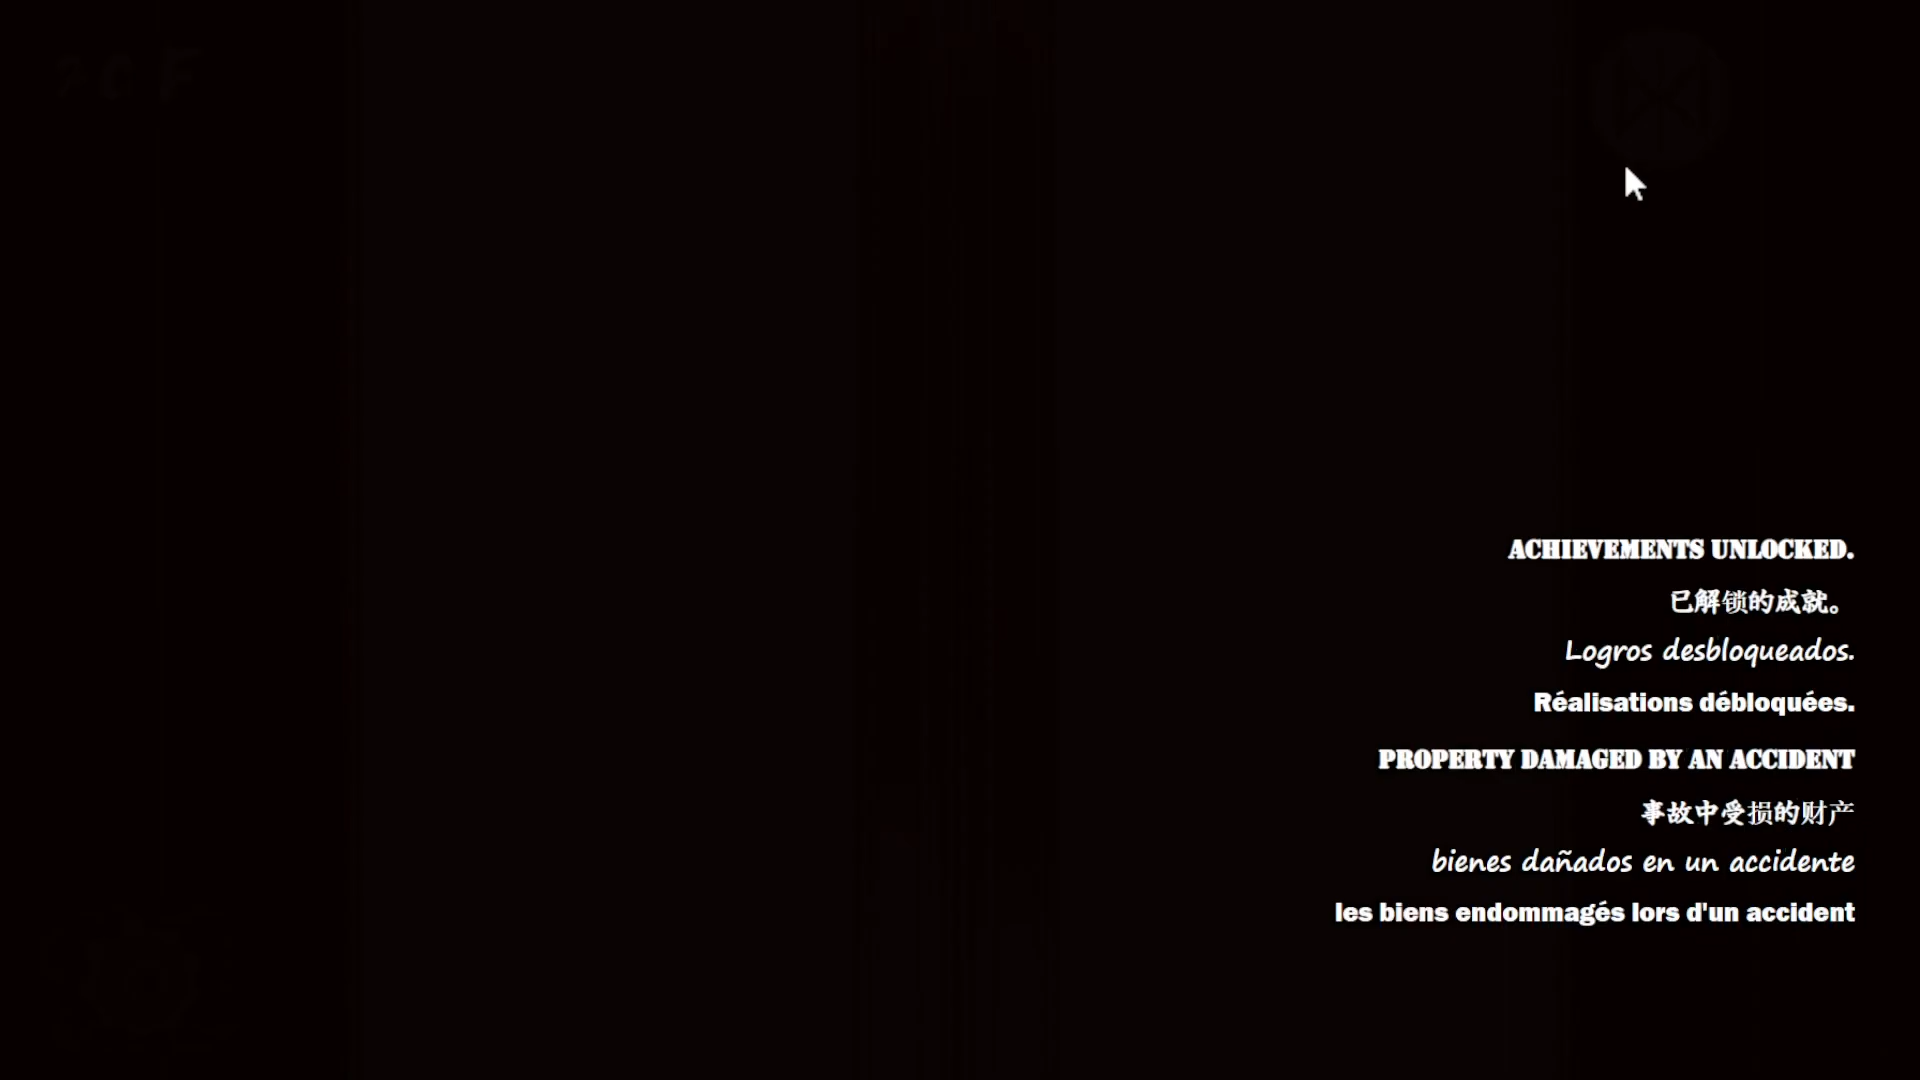 ACHIEVEMENTS UNLOCKED.
已解锁的成就。
Logros desbloqueados.
Réalisations débloquées.
PROPERTY DAMAGED BY AN ACCIDENT
事故中受损的财产
bienes dañados en un accidente
les biens endommagés lors d'un accident